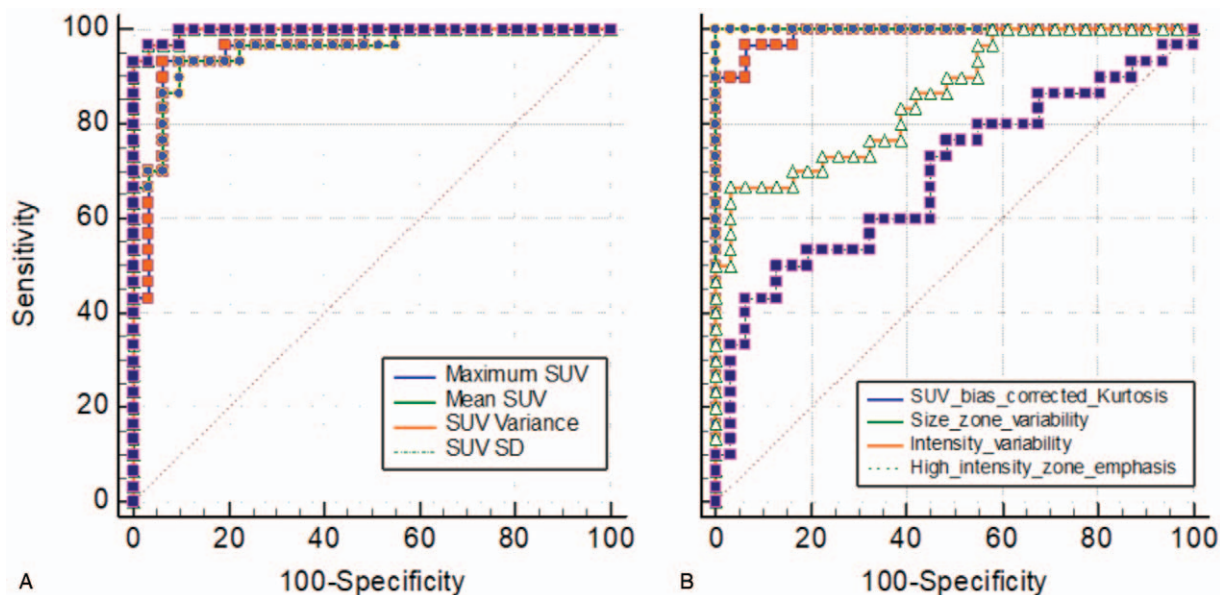 100
80
60
40
20
0
Sensitivity
Maximum SUV
Mean SUV
SUV Variance
SUV SD
0 20 40 60 80 100
100-Specificity
A
100
80
60
40
20
0
SUV_bias_corrected_Kurtosis
Size_zone_variability
Intensity_variability
High_intensity_zone_emphasis
0 20 40 60 80 100
100-Specificity
B